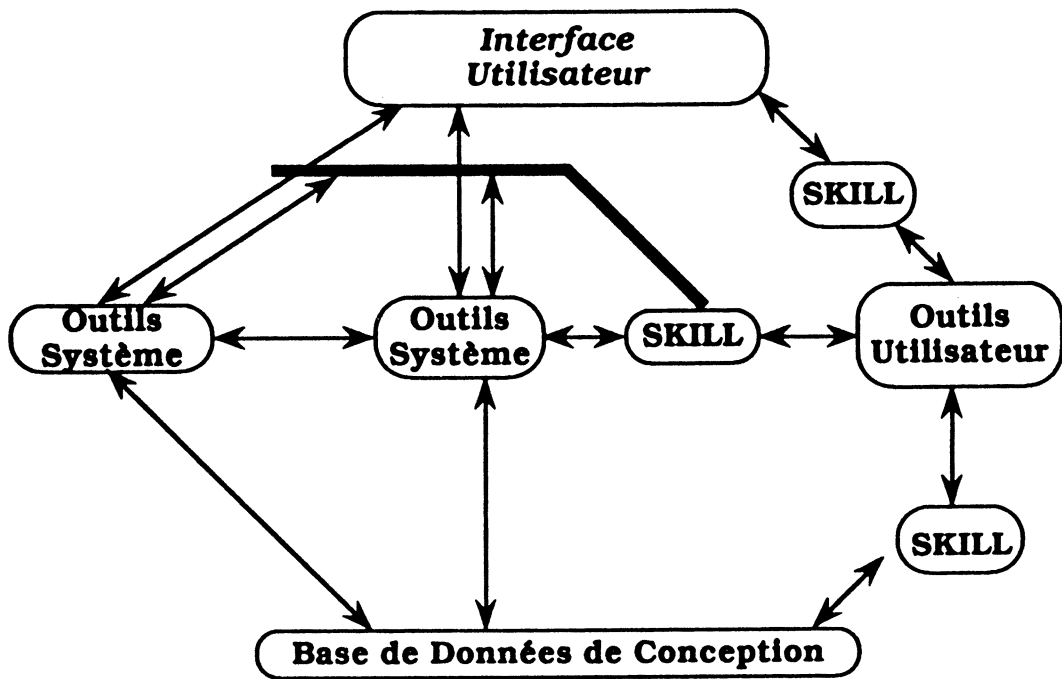 Interface
Utilisateur
SKILL
Outils
Système
Outils
Système
SKILL
Outils
Utilisateur
SKILL
Base de Données de Conception